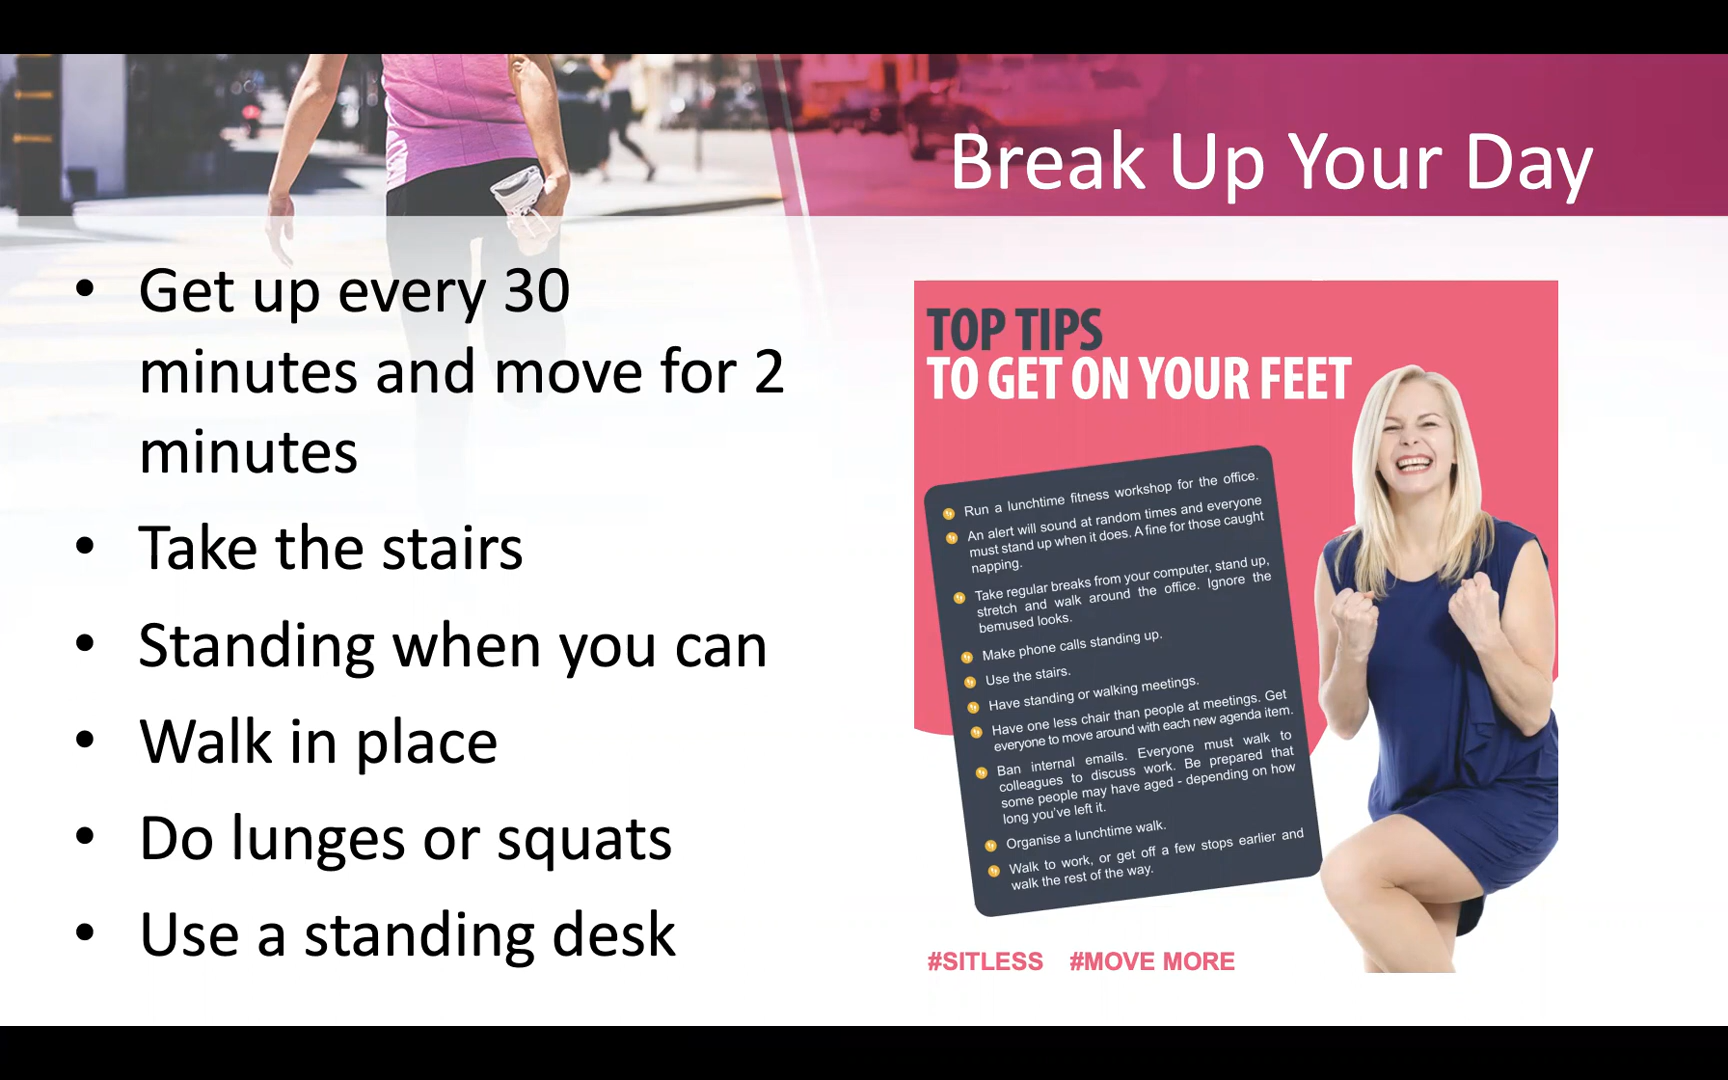 Break Up Your Day
• Get up every 30
minutes and move for 2
minutes
• Take the stairs
• Standing when you can
• Walk in place
• Do lunges or squats
• Use a standing desk
TOP TIPS
TO GET ON YOUR FEET
Run a lunchtime fitness workshop for the office.
An alert will sound at random times and everyone
must stand up when it does. A fine for those caught
napping.
Take regular breaks from your computer, stand up,
stretch and walk around the office. Ignore the
bemused looks.
Make phone calls standing up.
Use the stairs.
Have standing or walking meetings.
Have one less chair than people at meetings. Get
everyone to move around with each new agenda item.
Ban internal emails. Everyone must walk to
colleagues to discuss work. Be prepared that
some people may have aged - depending on how
long you've left it.
Organise a lunchtime walk.
Walk to work, or get off a few stops earlier and
walk the rest of the way.
#SITLESS #MOVE MORE